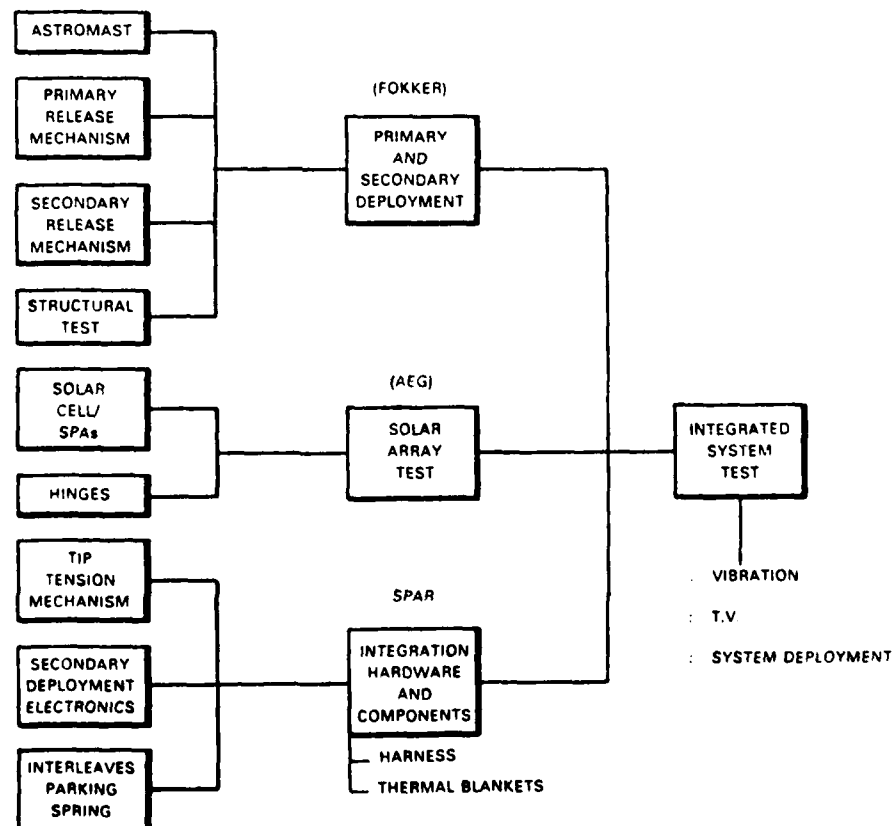 ASTROMAST
PRIMARY
RELEASE
MECHANISM
SECONDARY
RELEASE
MECHANISM
STRUCTURAL
TEST
SOLAR
CELL/
SPAs
HINGES
TIP
TENSION
MECHANISM
SECONDARY
DEPLOYMENT
ELECTRONICS
INTERLEAVES
PARKING
SPRING
(FOKKER)
PRIMARY
AND
SECONDARY
DEPLOYMENT
(AEG)
SOLAR
ARRAY
TEST
SPAR
INTEGRATION
HARDWARE
AND
COMPONENTS
HARNESS
THERMAL BLANKETS
INTEGRATED
SYSTEM
TEST
. VIBRATION
: T.V.
: SYSTEM DEPLOYMENT